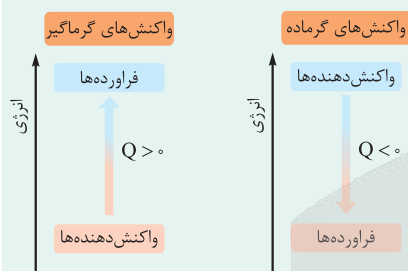 واکنش‌های گرماده
انرژی
واکنش‌دهنده‌ها
Q < ۰
فراورده‌ها
واکنش‌های گرماگیر
انرژی
فراورده‌ها
Q > ۰
واکنش‌دهنده‌ها